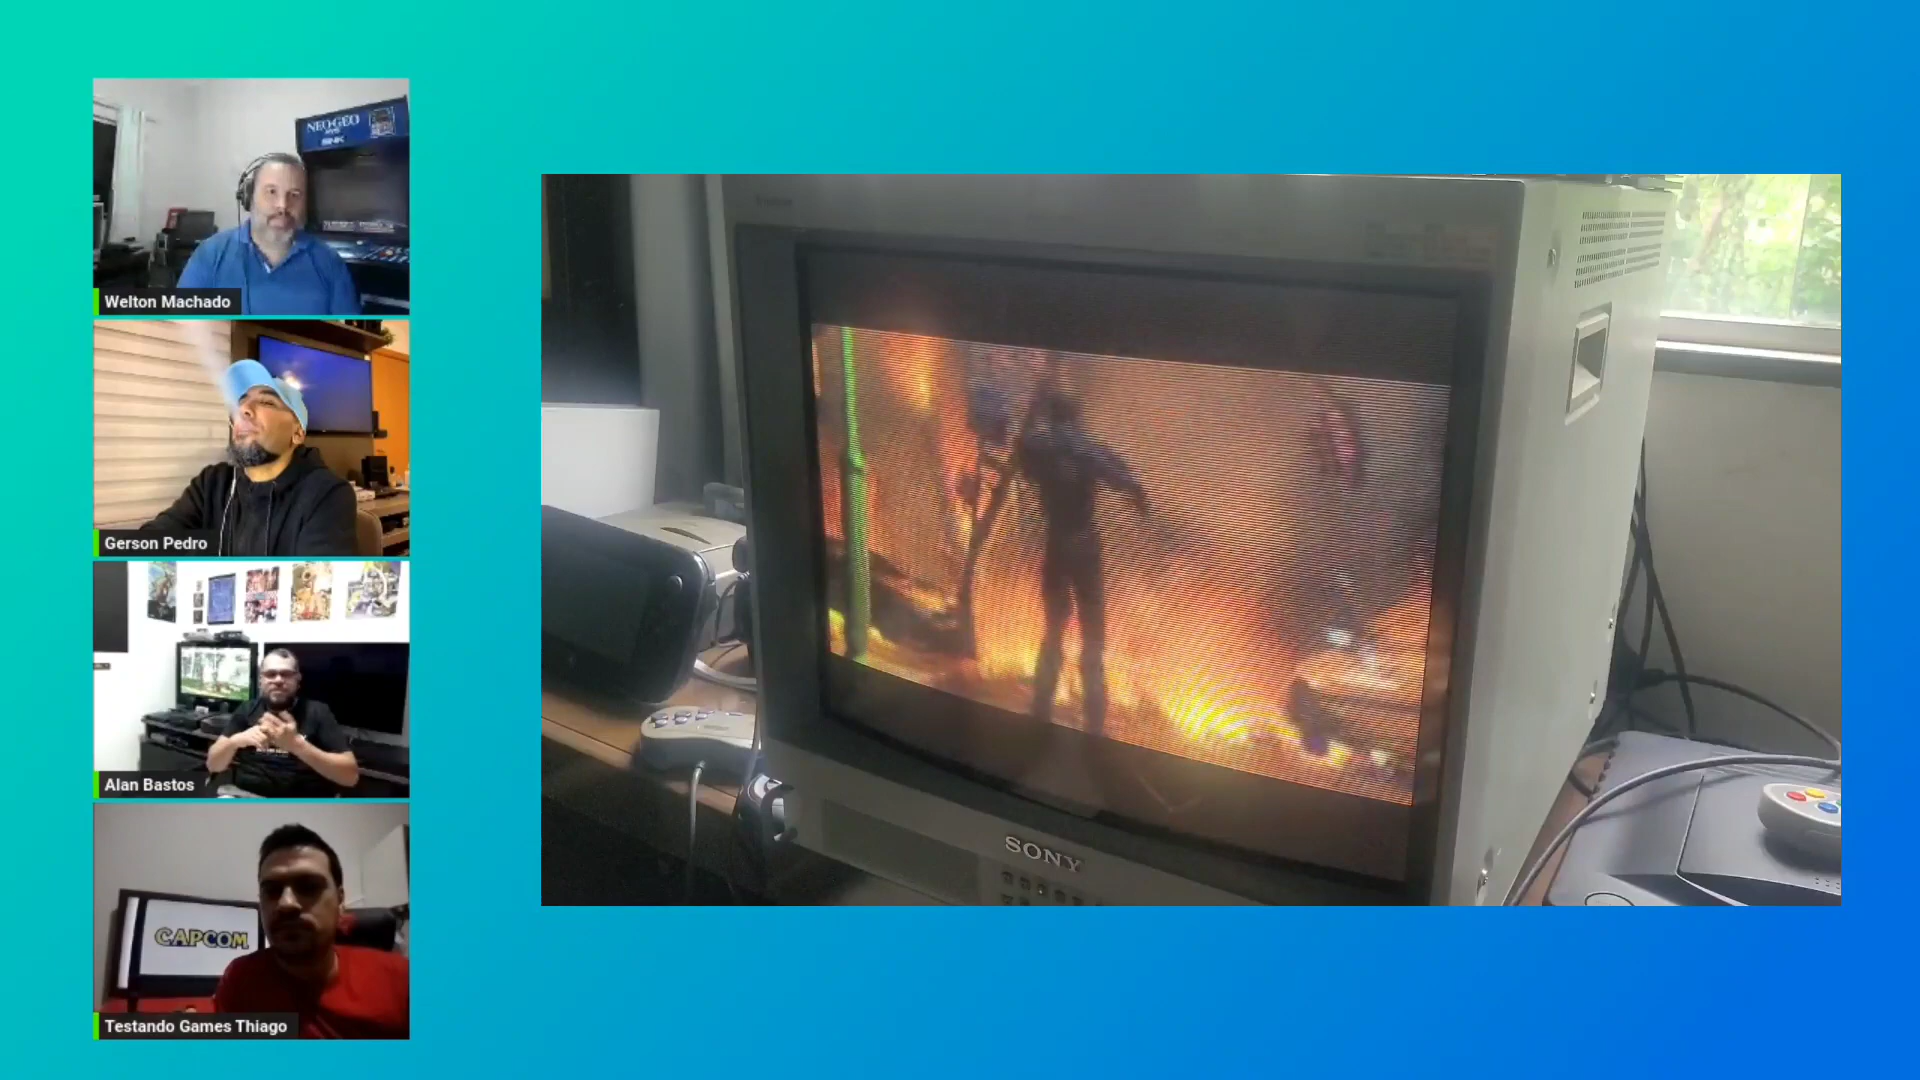 NEO·GEO
SNK
Welton Machado
Gerson Pedro
Alan Bastos
CAPCOM
Testando Games Thiago
SONY